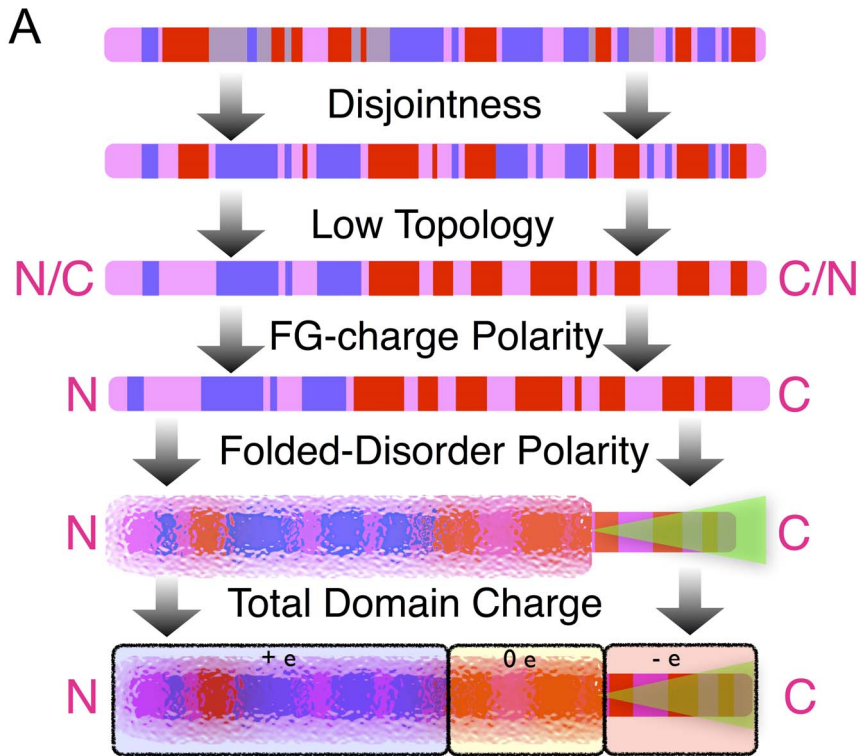 A
Disjointness
Low Topology
N/C C/N
FG-charge Polarity
N C
Folded-Disorder Polarity
N C
Total Domain Charge
+ e 0 e - e
N C